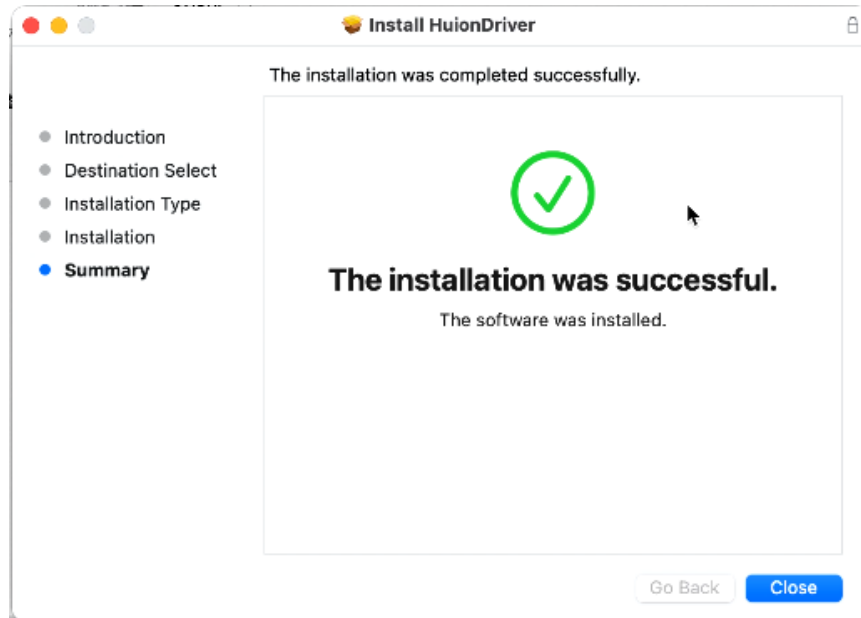 Install HuionDriver
The installation was completed successfully.
Introduction
Destination Select
Installation Type
Installation
Summary
The installation was successful.
The software was installed.
Go Back
Close